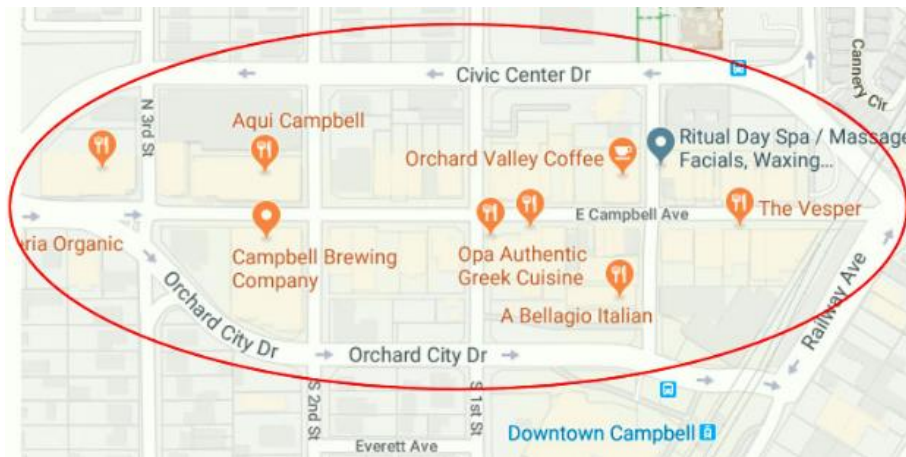 Civic Center Dr
Cannery Cir
N 3rd St
Aqui Campbell
Orchard Valley Coffee
Ritual Day Spa / Massage
Facials, Waxing...
E Campbell Ave
The Vesper
ria Organic
Campbell Brewing
Company
Opa Authentic
Greek Cuisine
A Bellagio Italian
Orchard City Dr
Orchard City Dr
Railway Ave
S 2nd St
S 1st St
Everett Ave
Downtown Campbell